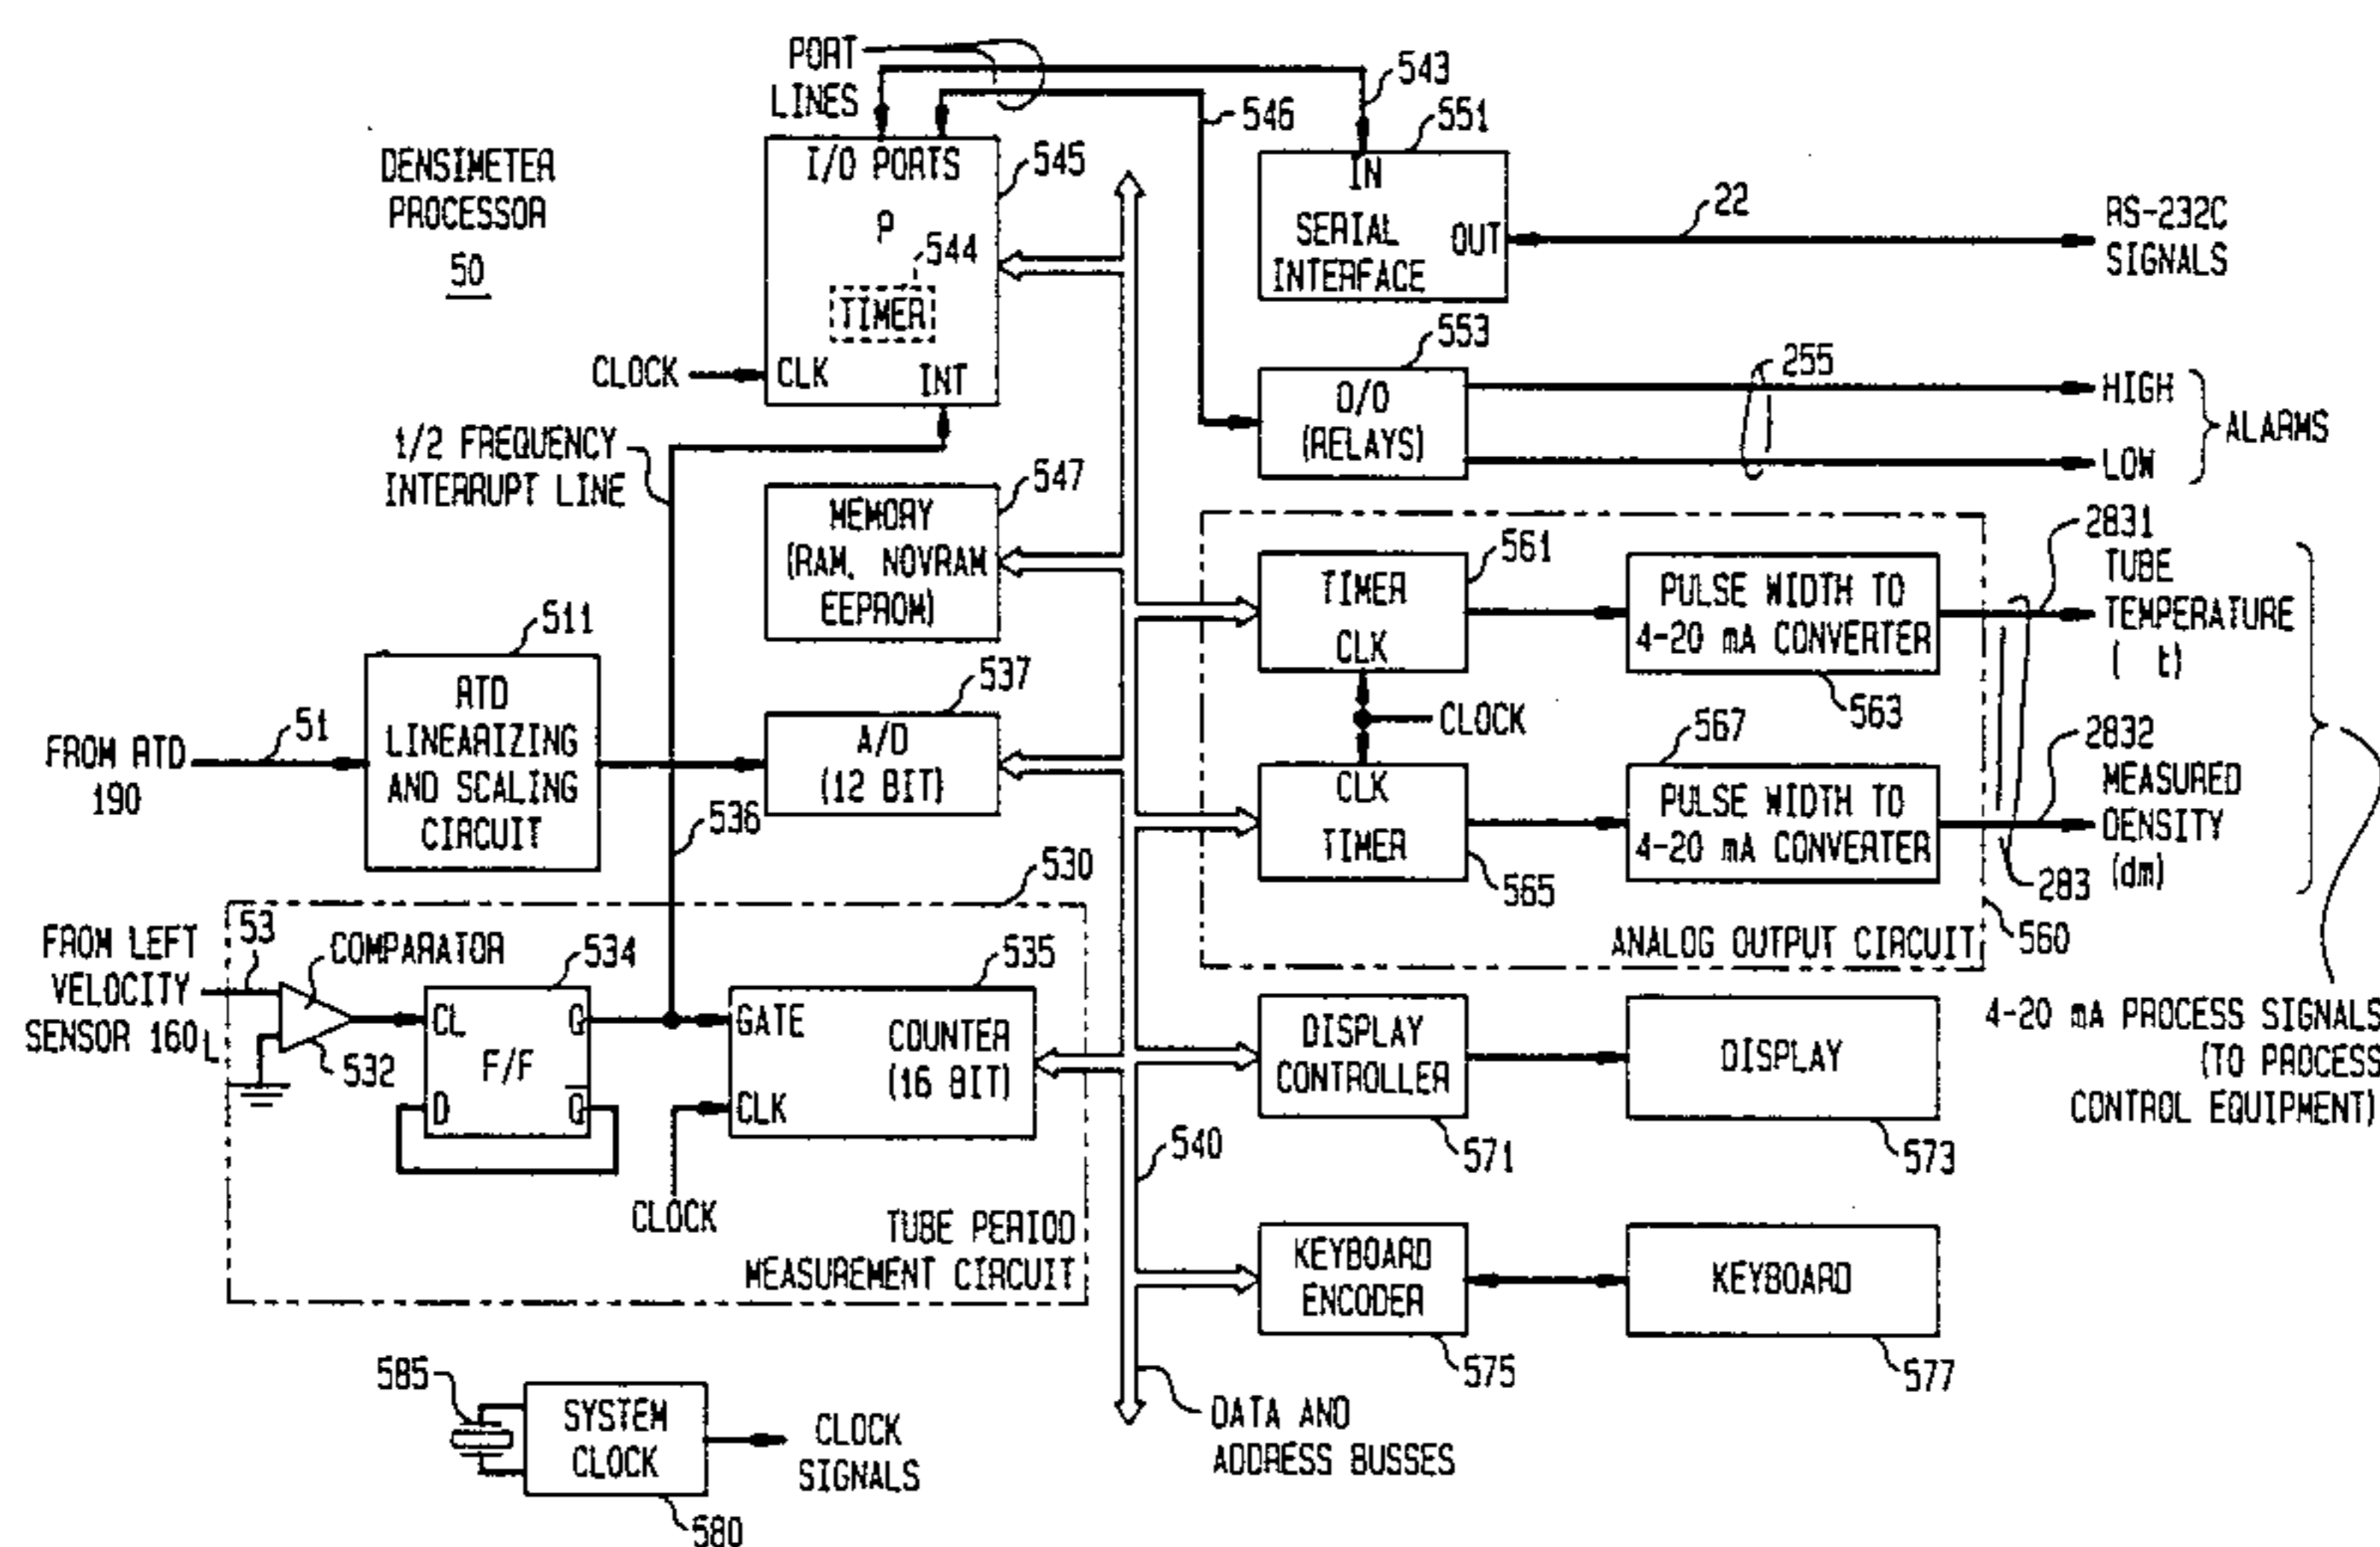 PORT
LINES
543
546
551
DENSIMETER
PROCESSOR
50
I/O PORTS
545
P
544
TIMER
CLOCK
CLK
INT
IN
SERIAL
INTERFACE
OUT
22
RS-232C
SIGNALS
553
O/O
(RELAYS)
255
HIGH
LOW
ALARMS
1/2 FREQUENCY
INTERRUPT LINE
547
MEMORY
(RAM, NOVRAM
EEPROM)
511
RTD
LINEARIZING
AND SCALING
CIRCUIT
51
FROM RTD
190
537
A/D
(12 BIT)
536
561
TIMER
CLK
CLOCK
CLK
TIMER
565
PULSE WIDTH TO
4-20 mA CONVERTER
563
567
PULSE WIDTH TO
4-20 mA CONVERTER
2831
TUBE
TEMPERATURE
( t)
2832
MEASURED
DENSITY
(dm)
283
ANALOG OUTPUT CIRCUIT
560
4-20 mA PROCESS SIGNALS
(TO PROCESS
CONTROL EQUIPMENT)
530
FROM LEFT
VELOCITY
SENSOR 160L
53
COMPARATOR
532
534
CL
Q
F/F
D
Q
535
GATE
COUNTER
(16 BIT)
CLK
CLOCK
TUBE PERIOD
MEASUREMENT CIRCUIT
540
DISPLAY
CONTROLLER
571
DISPLAY
573
KEYBOARD
ENCODER
575
KEYBOARD
577
585
SYSTEM
CLOCK
580
CLOCK
SIGNALS
DATA AND
ADDRESS BUSSES